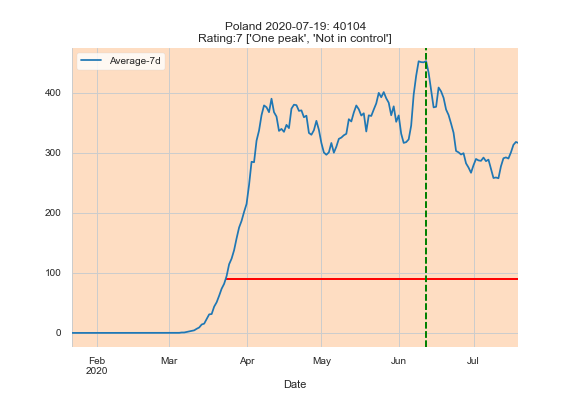 Poland 2020-07-19: 40104
Rating:7 ['One peak', 'Not in control']
Average-7d
400
300
200
100
0
Feb Mar Apr May Jun Jul
2020
Date